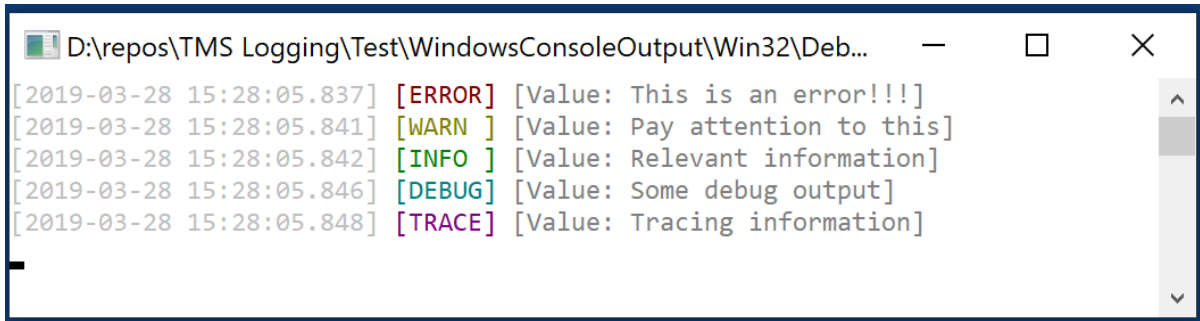 D:\repos\TMS Logging\Test\WindowsConsoleOutput\Win32\Deb...
[2019-03-28 15:28:05.837] [ERROR] [Value: This is an error!!!]
[2019-03-28 15:28:05.841] [WARN ] [Value: Pay attention to this]
[2019-03-28 15:28:05.842] [INFO ] [Value: Relevant information]
[2019-03-28 15:28:05.846] [DEBUG] [Value: Some debug output]
[2019-03-28 15:28:05.848] [TRACE] [Value: Tracing information]